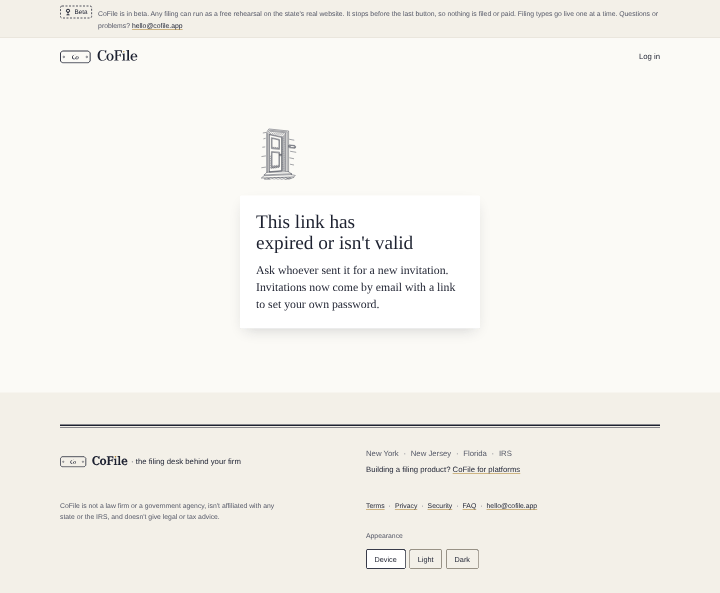 Beta
CoFile is in beta. Any filing can run as a free rehearsal on the state's real website. It stops before the last button, so nothing is filed or paid. Filing types go live one at a time. Questions or
problems? hello@cofile.app
Co CoFile
Log in
This link has
expired or isn't valid
Ask whoever sent it for a new invitation.
Invitations now come by email with a link
to set your own password.
Co CoFile · the filing desk behind your firm
New York · New Jersey · Florida · IRS
Building a filing product? CoFile for platforms
CoFile is not a law firm or a government agency, isn't affiliated with any
state or the IRS, and doesn't give legal or tax advice.
Terms · Privacy · Security · FAQ · hello@cofile.app
Appearance
Device Light Dark